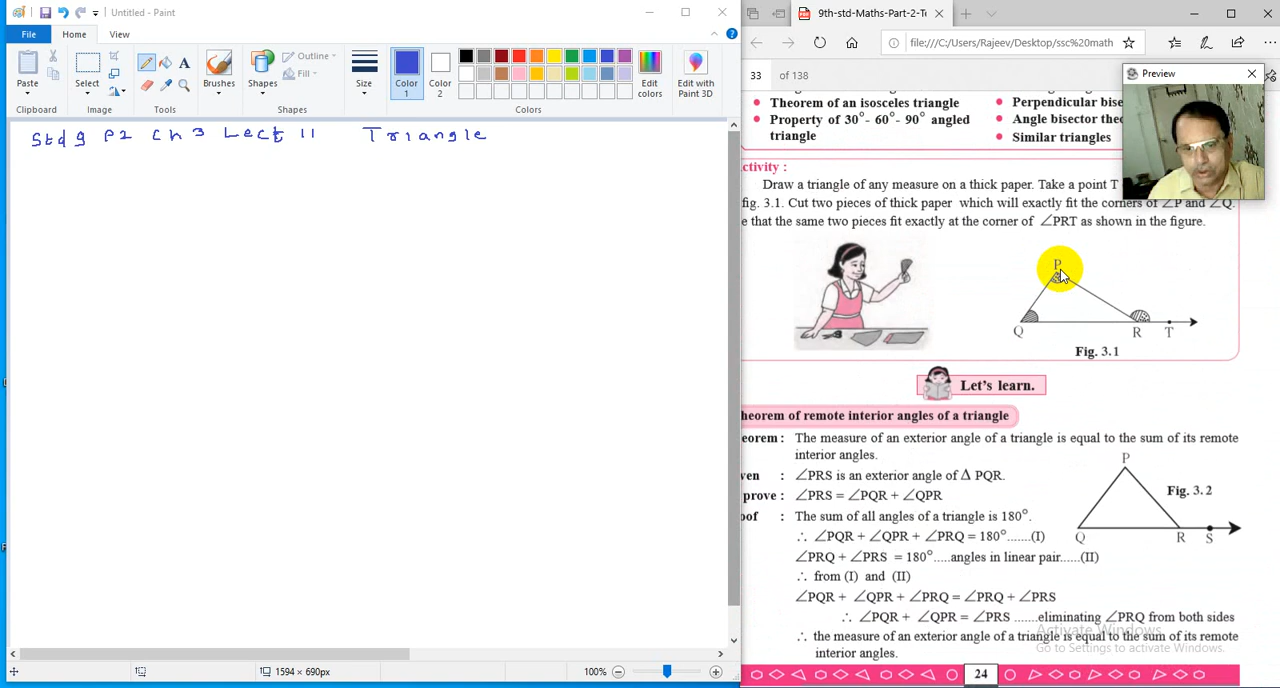 Untitled - Paint
File
Home
View
Paste
Select
Brushes
Shapes
Outline
Fill
Size
Color 1
Color 2
Edit colors
Edit with Paint 3D
Clipboard
Image
Tools
Shapes
Colors
Std 9 P2 Ch 3 Lect 11 Triangle
1594 × 690px
100%
9th-std-Maths-Part-2-Te
file:///C:/Users/Rajeev/Desktop/ssc%20math
33 of 138
Preview
• Theorem of an isosceles triangle
• Property of 30°- 60°- 90° angled triangle
• Perpendicular bise
• Angle bisector the
• Similar triangles
ctivity :
Draw a triangle of any measure on a thick paper. Take a point T
fig. 3.1. Cut two pieces of thick paper which will exactly fit the corners of ∠P and ∠Q.
e that the same two pieces fit exactly at the corner of ∠PRT as shown in the figure.
P
Q R T
Fig. 3.1
Let's learn.
heorem of remote interior angles of a triangle
eorem : The measure of an exterior angle of a triangle is equal to the sum of its remote
interior angles.
ven : ∠PRS is an exterior angle of Δ PQR.
prove : ∠PRS = ∠PQR + ∠QPR
oof : The sum of all angles of a triangle is 180°.
∴ ∠PQR + ∠QPR + ∠PRQ = 180°......(I)
∠PRQ + ∠PRS = 180°.....angles in linear pair......(II)
∴ from (I) and (II)
∠PQR + ∠QPR + ∠PRQ = ∠PRQ + ∠PRS
∴ ∠PQR + ∠QPR = ∠PRS .......eliminating ∠PRQ from both sides
∴ the measure of an exterior angle of a triangle is equal to the sum of its remote
interior angles.
P
Fig. 3.2
Q R S
Activate Windows
Go to Settings to activate Windows.
24